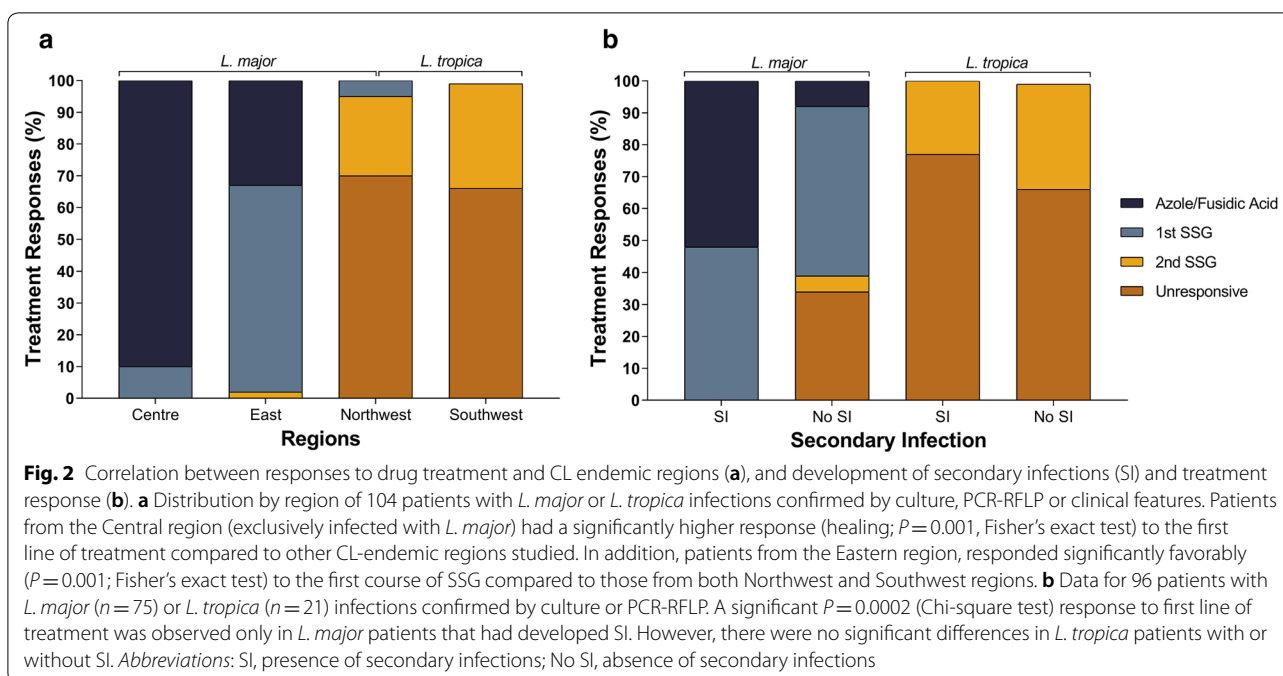 a
L. major
L. tropica
Treatment Responses (%)
100
90
80
70
60
50
40
30
20
10
0
Centre
East
Northwest
Southwest
Regions
b
L. major
L. tropica
Treatment Responses (%)
100
90
80
70
60
50
40
30
20
10
0
SI
No SI
SI
No SI
Secondary Infection
Azole/Fusidic Acid
1st SSG
2nd SSG
Unresponsive
Fig. 2 Correlation between responses to drug treatment and CL endemic regions (a), and development of secondary infections (SI) and treatment
response (b). a Distribution by region of 104 patients with L. major or L. tropica infections confirmed by culture, PCR-RFLP or clinical features. Patients
from the Central region (exclusively infected with L. major) had a significantly higher response (healing; P = 0.001, Fisher’s exact test) to the first
line of treatment compared to other CL-endemic regions studied. In addition, patients from the Eastern region, responded significantly favorably
(P = 0.001; Fisher’s exact test) to the first course of SSG compared to those from both Northwest and Southwest regions. b Data for 96 patients with
L. major (n = 75) or L. tropica (n = 21) infections confirmed by culture or PCR-RFLP. A significant P = 0.0002 (Chi-square test) response to first line of
treatment was observed only in L. major patients that had developed SI. However, there were no significant differences in L. tropica patients with or
without SI. Abbreviations: SI, presence of secondary infections; No SI, absence of secondary infections